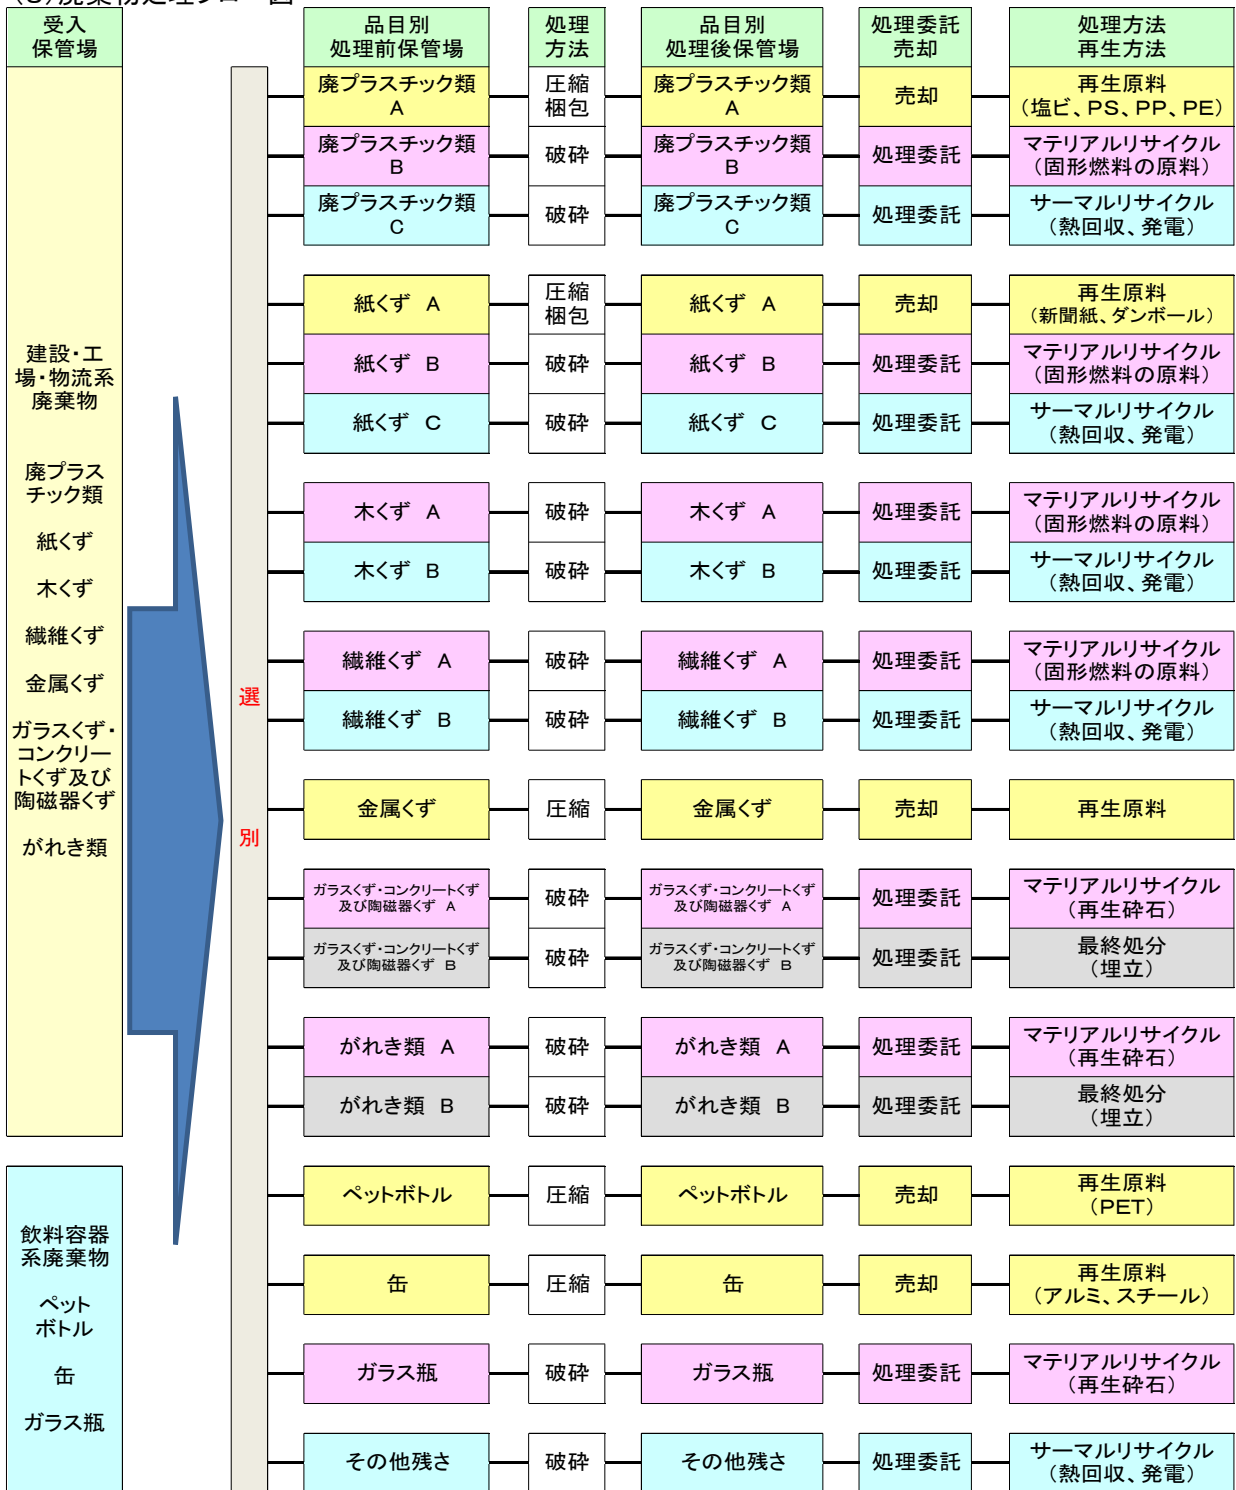 受入
保管場
品目別
処理前保管場
処理
方法
品目別
処理後保管場
処理委託
売却
処理方法
再生方法
建設・工
場・物流系
廃棄物
廃プラス
チック類
紙くず
木くず
繊維くず
金属くず
ガラスくず・
コンクリー
トくず及び
陶磁器くず
がれき類
飲料容器
系廃棄物
ペット
ボトル
缶
ガラス瓶
選
別
廃プラスチック類
A
圧縮
梱包
廃プラスチック類
A
売却
再生原料
（塩ビ、PS、PP、PE）
廃プラスチック類
B
破砕
廃プラスチック類
B
処理委託
マテリアルリサイクル
（固形燃料の原料）
廃プラスチック類
C
破砕
廃プラスチック類
C
処理委託
サーマルリサイクル
（熱回収、発電）
紙くず　A
圧縮
梱包
紙くず　A
売却
再生原料
（新聞紙、ダンボール）
紙くず　B
破砕
紙くず　B
処理委託
マテリアルリサイクル
（固形燃料の原料）
紙くず　C
破砕
紙くず　C
処理委託
サーマルリサイクル
（熱回収、発電）
木くず　A
破砕
木くず　A
処理委託
マテリアルリサイクル
（固形燃料の原料）
木くず　B
破砕
木くず　B
処理委託
サーマルリサイクル
（熱回収、発電）
繊維くず　A
破砕
繊維くず　A
処理委託
マテリアルリサイクル
（固形燃料の原料）
繊維くず　B
破砕
繊維くず　B
処理委託
サーマルリサイクル
（熱回収、発電）
金属くず
圧縮
金属くず
売却
再生原料
ガラスくず・コンクリートくず
及び陶磁器くず　A
破砕
ガラスくず・コンクリートくず
及び陶磁器くず　A
処理委託
マテリアルリサイクル
（再生砕石）
ガラスくず・コンクリートくず
及び陶磁器くず　B
破砕
ガラスくず・コンクリートくず
及び陶磁器くず　B
処理委託
最終処分
（埋立）
がれき類　A
破砕
がれき類　A
処理委託
マテリアルリサイクル
（再生砕石）
がれき類　B
破砕
がれき類　B
処理委託
最終処分
（埋立）
ペットボトル
圧縮
ペットボトル
売却
再生原料
（PET）
缶
圧縮
缶
売却
再生原料
（アルミ、スチール）
ガラス瓶
破砕
ガラス瓶
処理委託
マテリアルリサイクル
（再生砕石）
その他残さ
破砕
その他残さ
処理委託
サーマルリサイクル
（熱回収、発電）